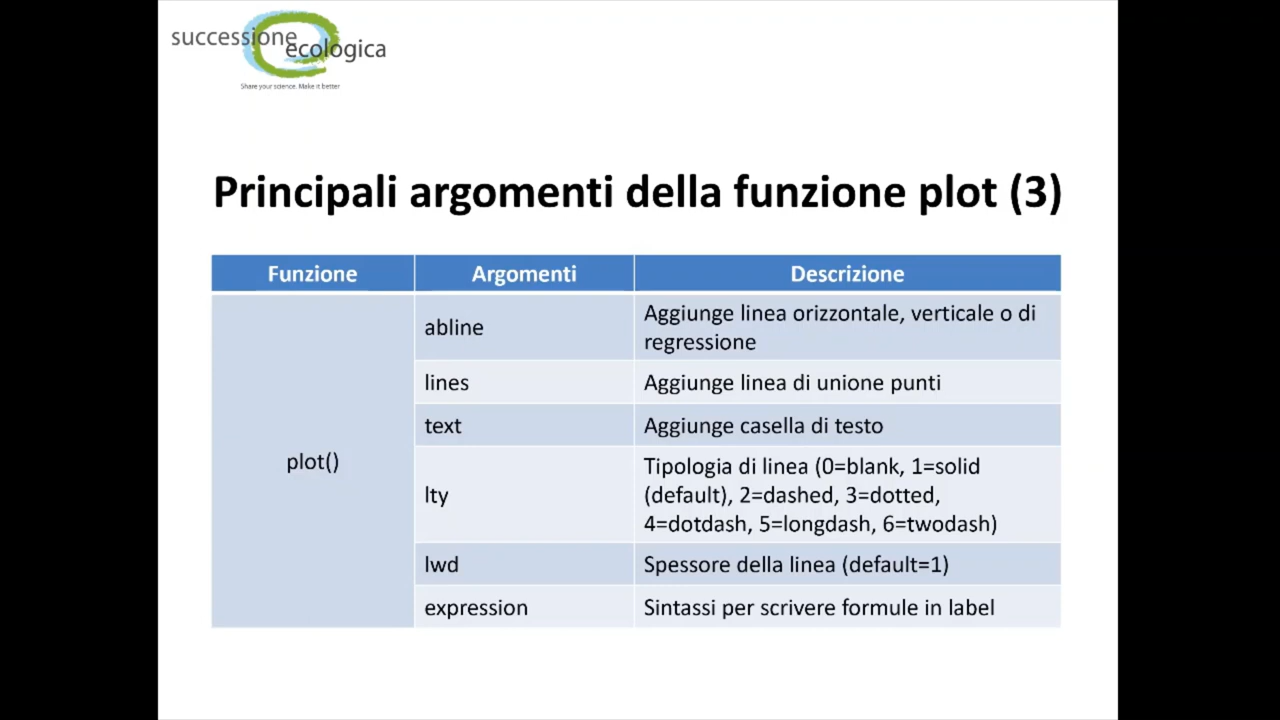 successione
ecologica
Share your science. Make it better
Principali argomenti della funzione plot (3)
Funzione Argomenti Descrizione
plot()
abline Aggiunge linea orizzontale, verticale o di
regressione
lines Aggiunge linea di unione punti
text Aggiunge casella di testo
lty Tipologia di linea (0=blank, 1=solid
(default), 2=dashed, 3=dotted,
4=dotdash, 5=longdash, 6=twodash)
lwd Spessore della linea (default=1)
expression Sintassi per scrivere formule in label